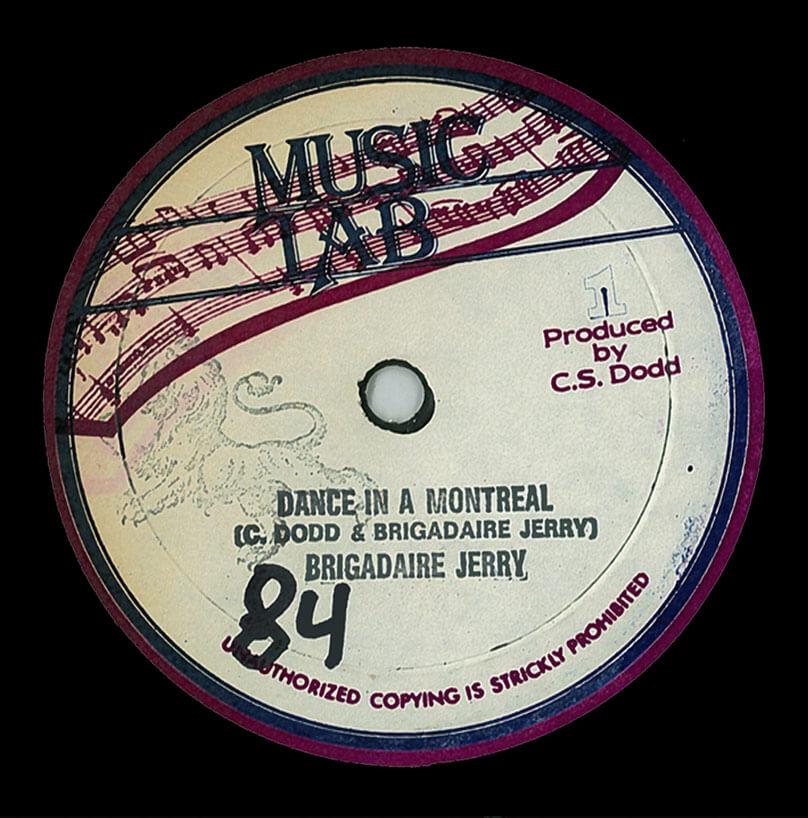 MUSIC
LAB
1
Produced
by
C.S. Dodd
DANCE IN A MONTREAL
(C. DODD & BRIGADAIRE JERRY)
BRIGADAIRE JERRY
84
UNAUTHORIZED COPYING IS STRICKLY PROHIBITED